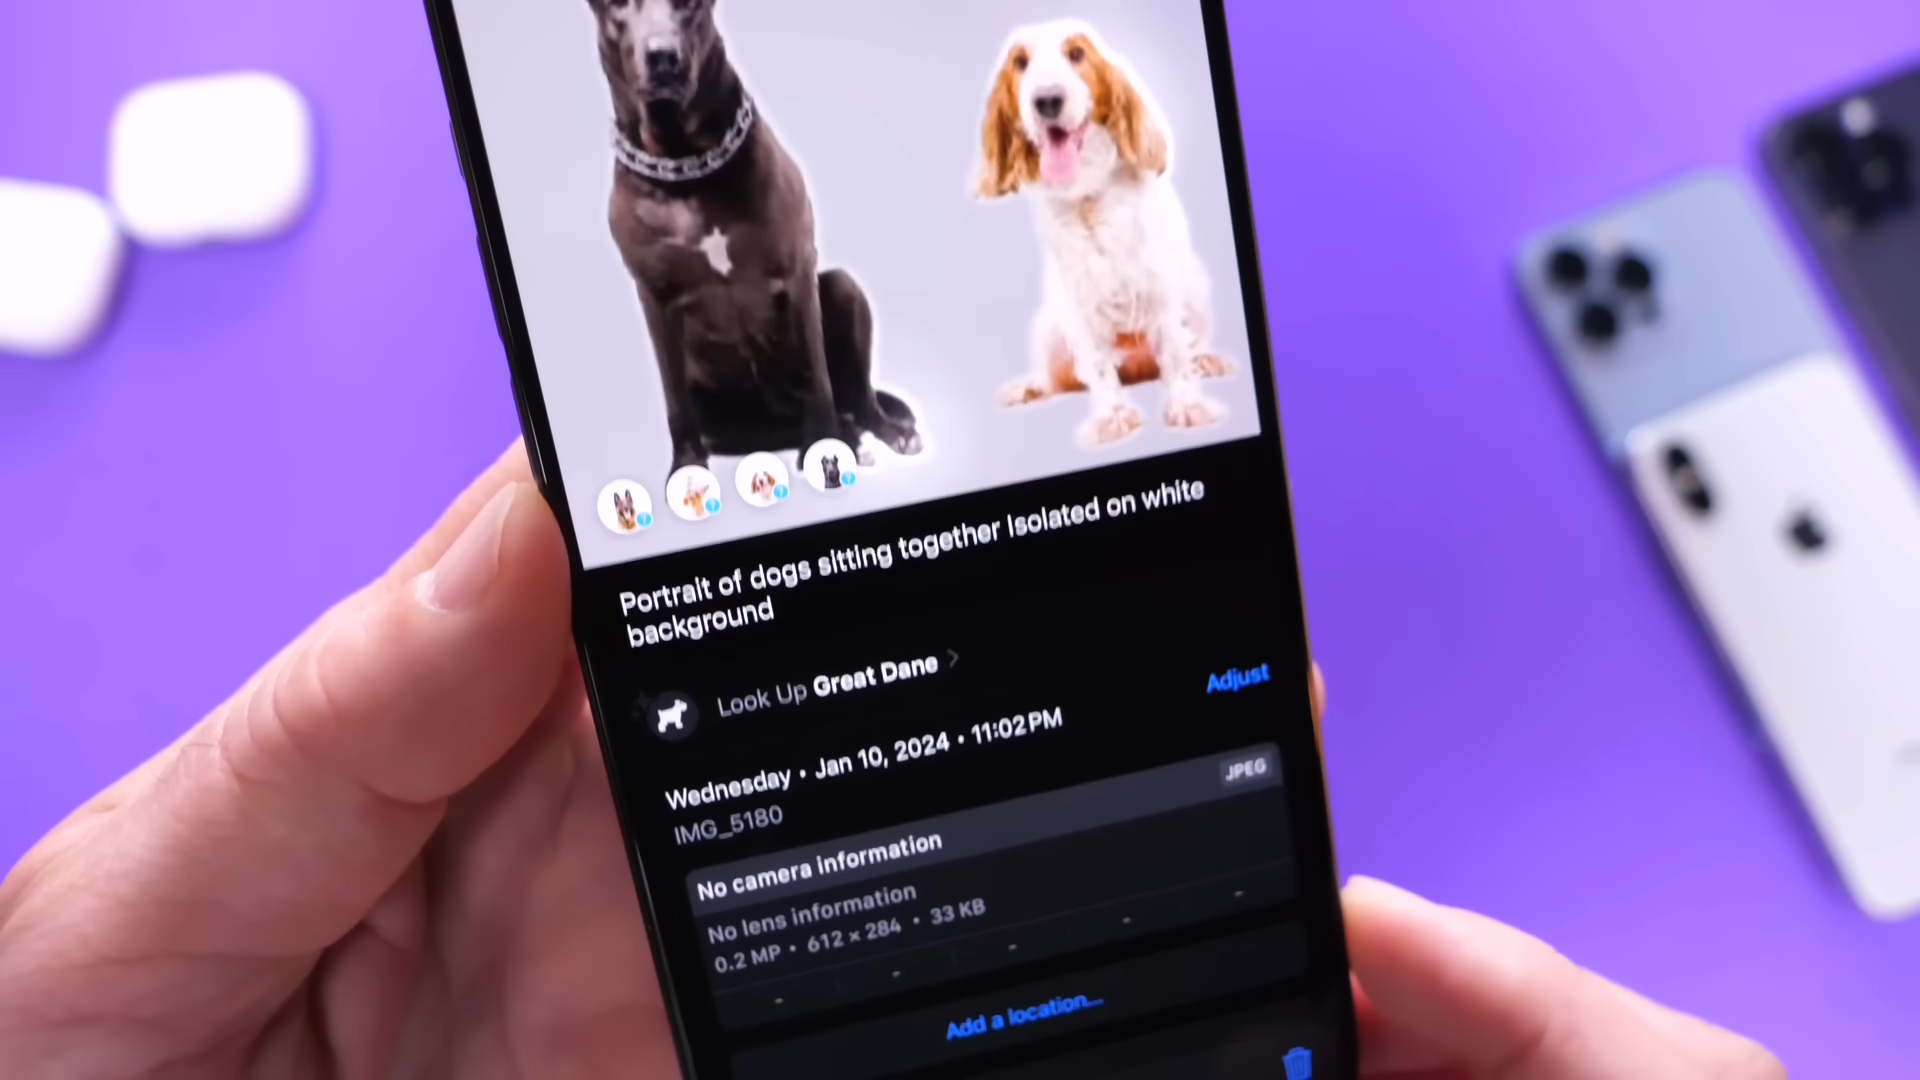 Portrait of dogs sitting together Isolated on white
background
Look Up Great Dane
Adjust
Wednesday • Jan 10, 2024 • 11:02 PM
IMG_5180
JPEG
No camera information
No lens information
0.2 MP • 612 × 284 • 33 KB
- - - - -
Add a location...